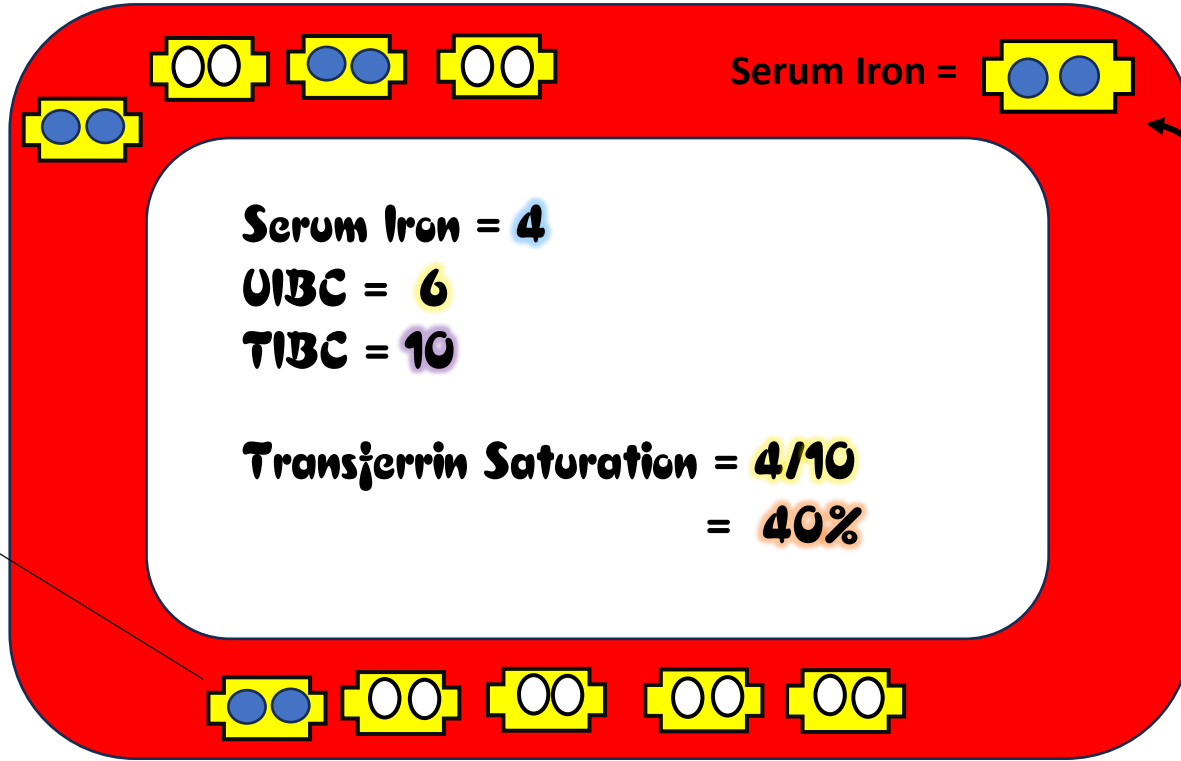 Serum Iron =
Serum Iron = 4
UIBC = 6
TIBC = 10
Transferrin Saturation = 4/10
= 40%